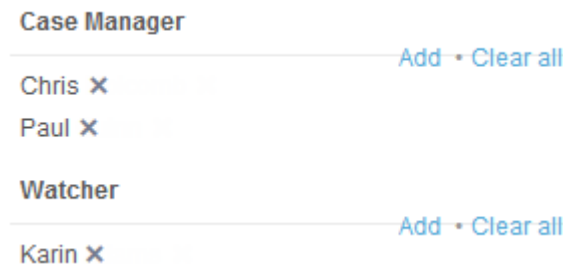 Case Manager
Add • Clear all
Chris ×
Paul ×
Watcher
Add • Clear all
Karin ×